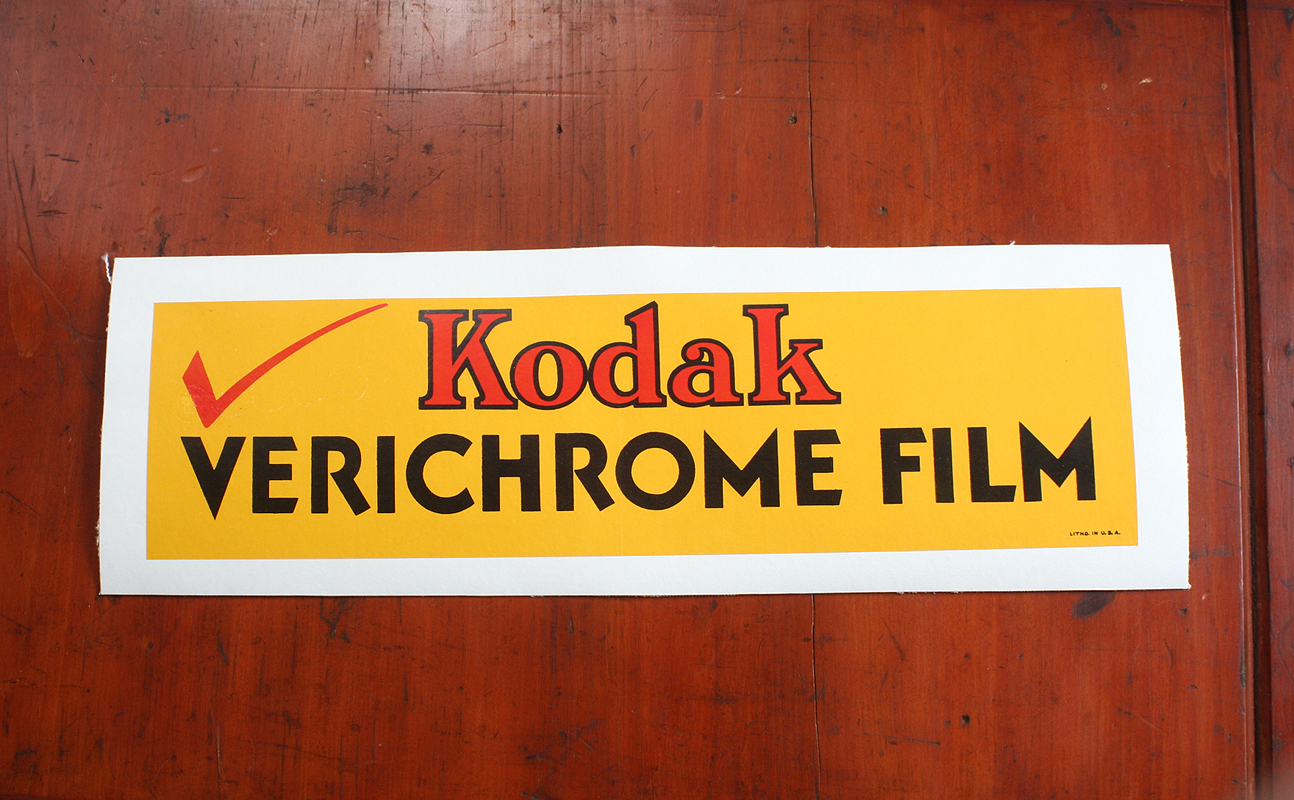 Kodak
VERICHROME FILM
LITHO. IN U.S.A.